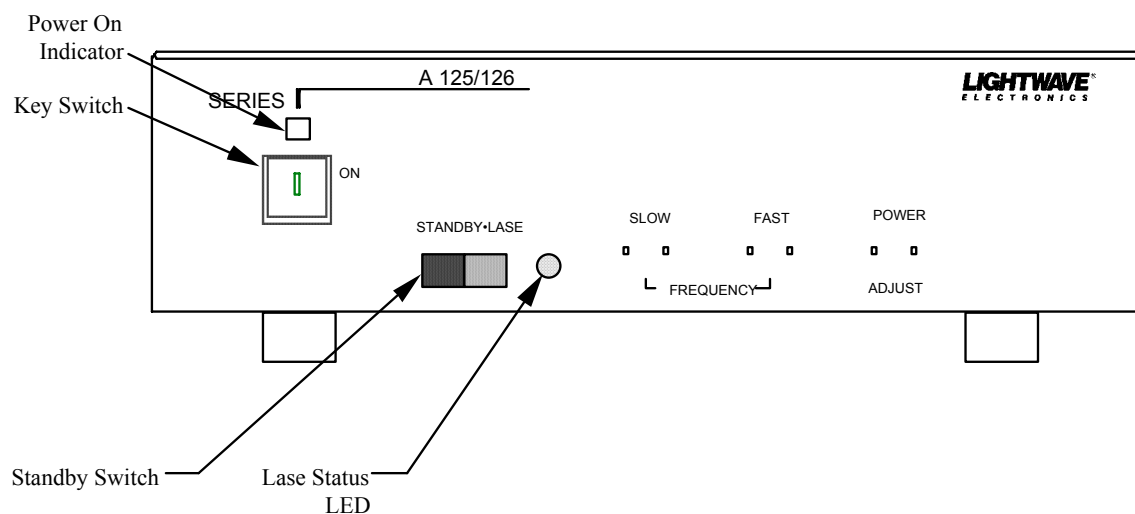 Power On
Indicator
A 125/126
SERIES
Key Switch
LIGHTWAVE®
ELECTRONICS
ON
STANDBY•LASE
SLOW
FAST
POWER
FREQUENCY
ADJUST
Standby Switch
Lase Status
LED